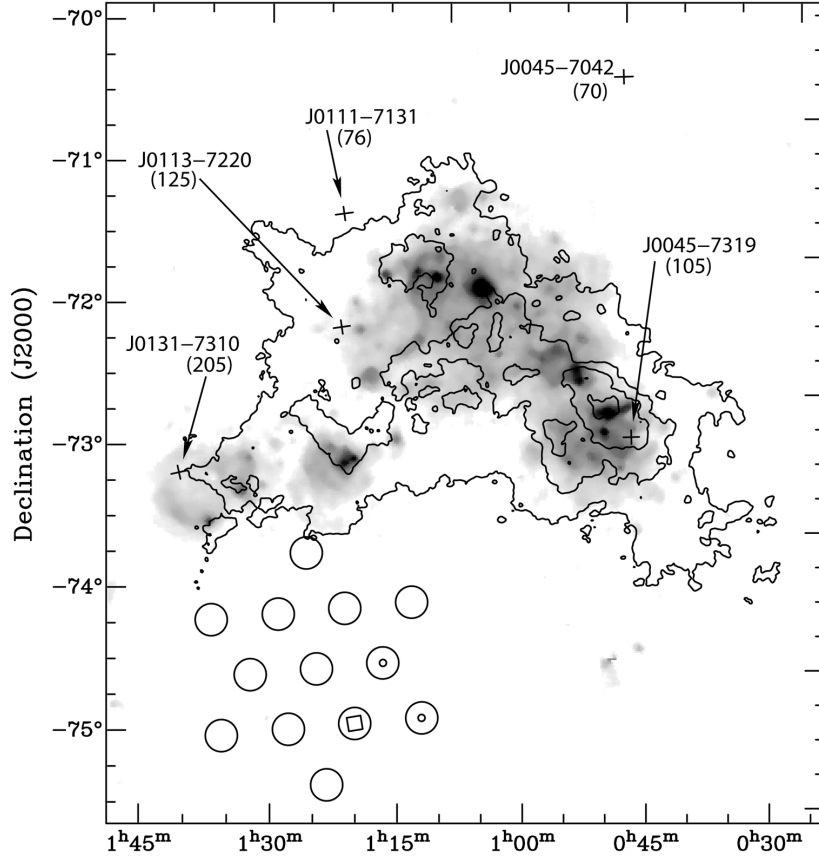 −70°
J0045−7042
(70)
J0111−7131
(76)
−71°
J0113−7220
(125)
J0045−7319
(105)
−72°
J0131−7310
(205)
Declination (J2000)
−73°
−74°
−75°
1ʰ45ᵐ 1ʰ30ᵐ 1ʰ15ᵐ 1ʰ00ᵐ 0ʰ45ᵐ 0ʰ30ᵐ